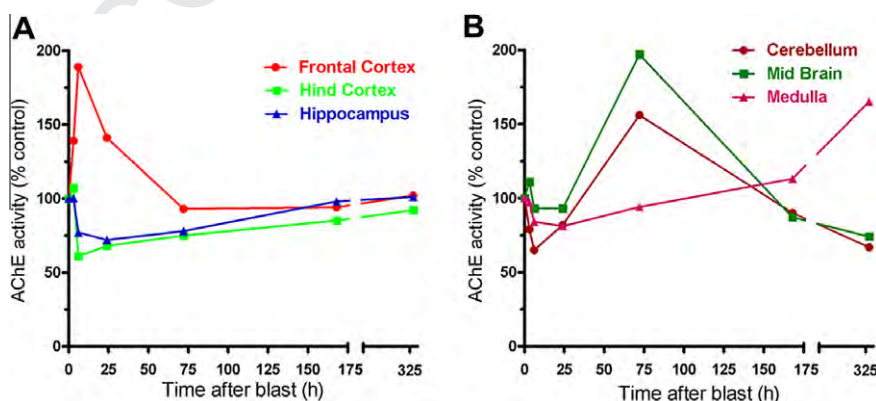 A
AChE activity (% control)
200
150
100
50
0
Frontal Cortex
Hind Cortex
Hippocampus
0 25 50 75 100 125 150 175 325
Time after blast (h)
B
AChE activity (% control)
200
150
100
50
0
Cerebellum
Mid Brain
Medulla
0 25 50 75 100 125 150 175 325
Time after blast (h)